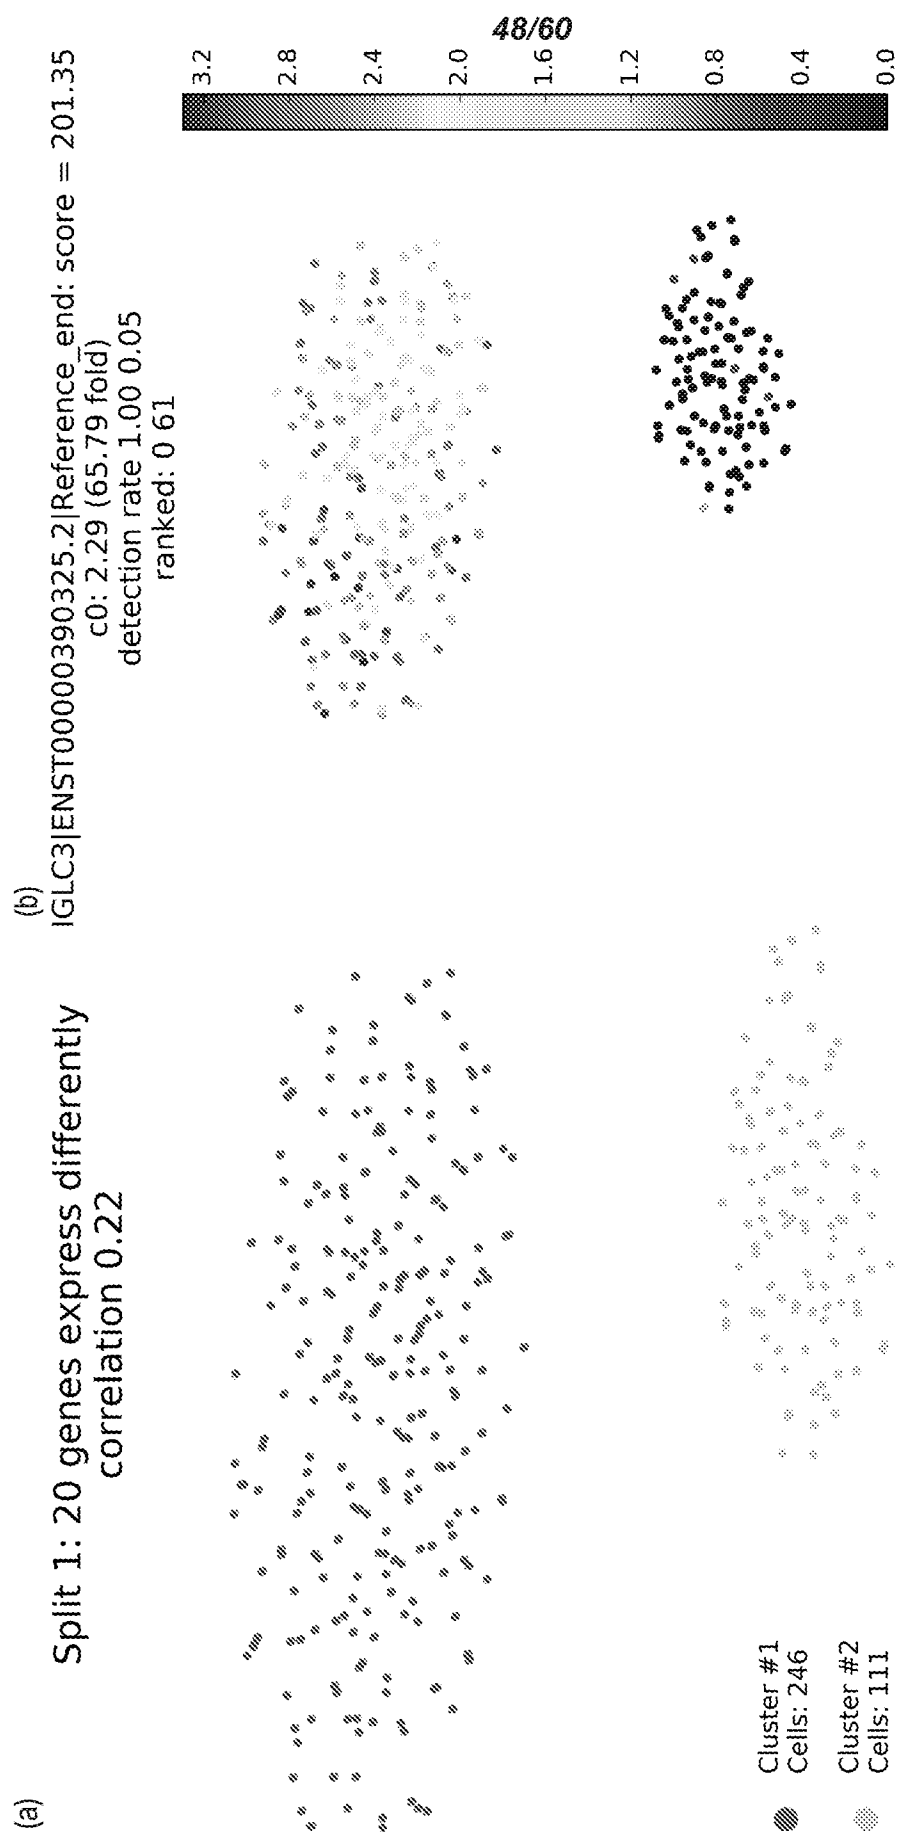 (a)
Split 1: 20 genes express differently
correlation 0.22
Cluster #1
Cells: 246
Cluster #2
Cells: 111
(b)
IGLC3|ENST00000390325.2|Reference_end: score = 201.35
c0: 2.29 (65.79 fold)
detection rate 1.00 0.05
ranked: 0 61
3.2
2.8
2.4
2.0
1.6
1.2
0.8
0.4
0.0
48/60